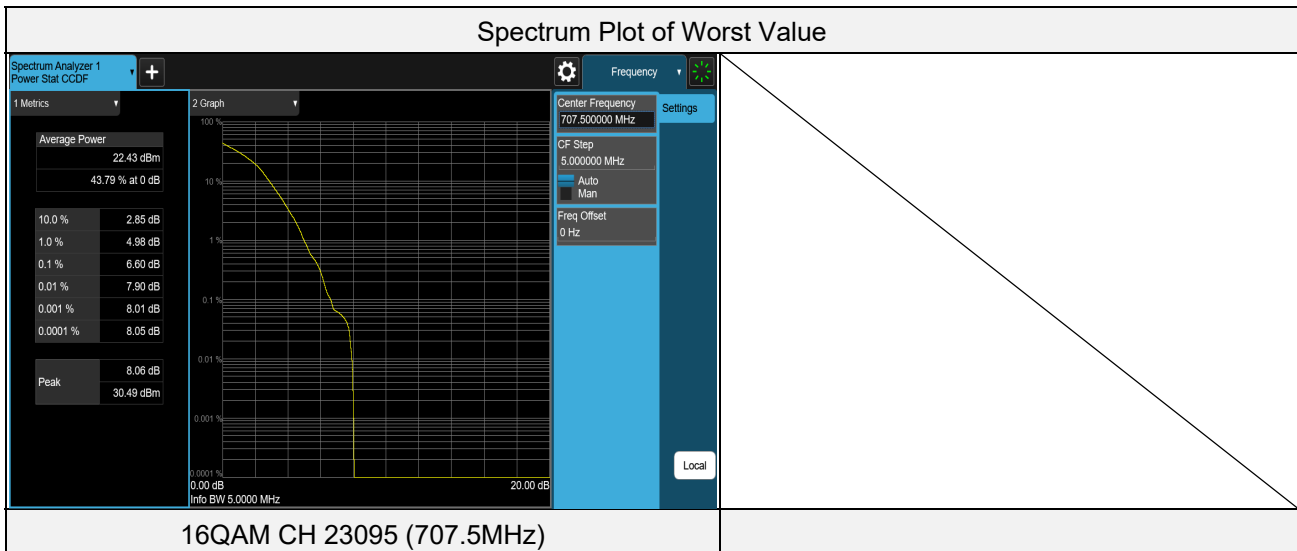 Spectrum Plot of Worst Value
Spectrum Analyzer 1
Power Stat CCDF
Frequency
1 Metrics
2 Graph
Center Frequency
707.500000 MHz
Settings
CF Step
5.000000 MHz
Auto
Man
Freq Offset
0 Hz
Average Power
22.43 dBm
43.79 % at 0 dB
10.0 % 2.85 dB
1.0 % 4.98 dB
0.1 % 6.60 dB
0.01 % 7.90 dB
0.001 % 8.01 dB
0.0001 % 8.05 dB
Peak 8.06 dB
30.49 dBm
100 %
10 %
1 %
0.1 %
0.01 %
0.001 %
0.0001 %
0.00 dB 20.00 dB
Info BW 5.0000 MHz
Local
16QAM CH 23095 (707.5MHz)